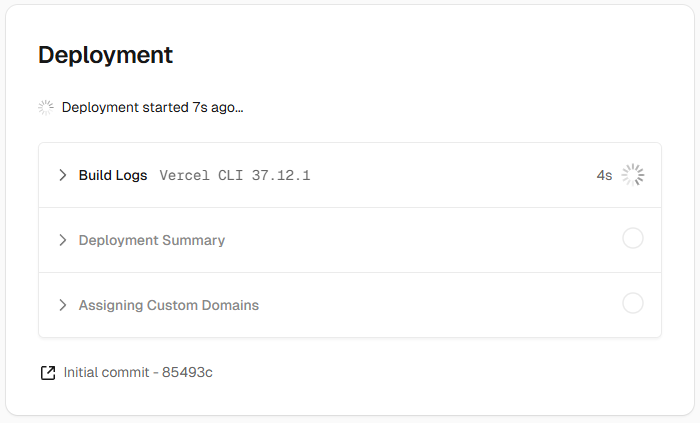 Deployment
Deployment started 7s ago...
Build Logs Vercel CLI 37.12.1 4s
Deployment Summary
Assigning Custom Domains
Initial commit - 85493c